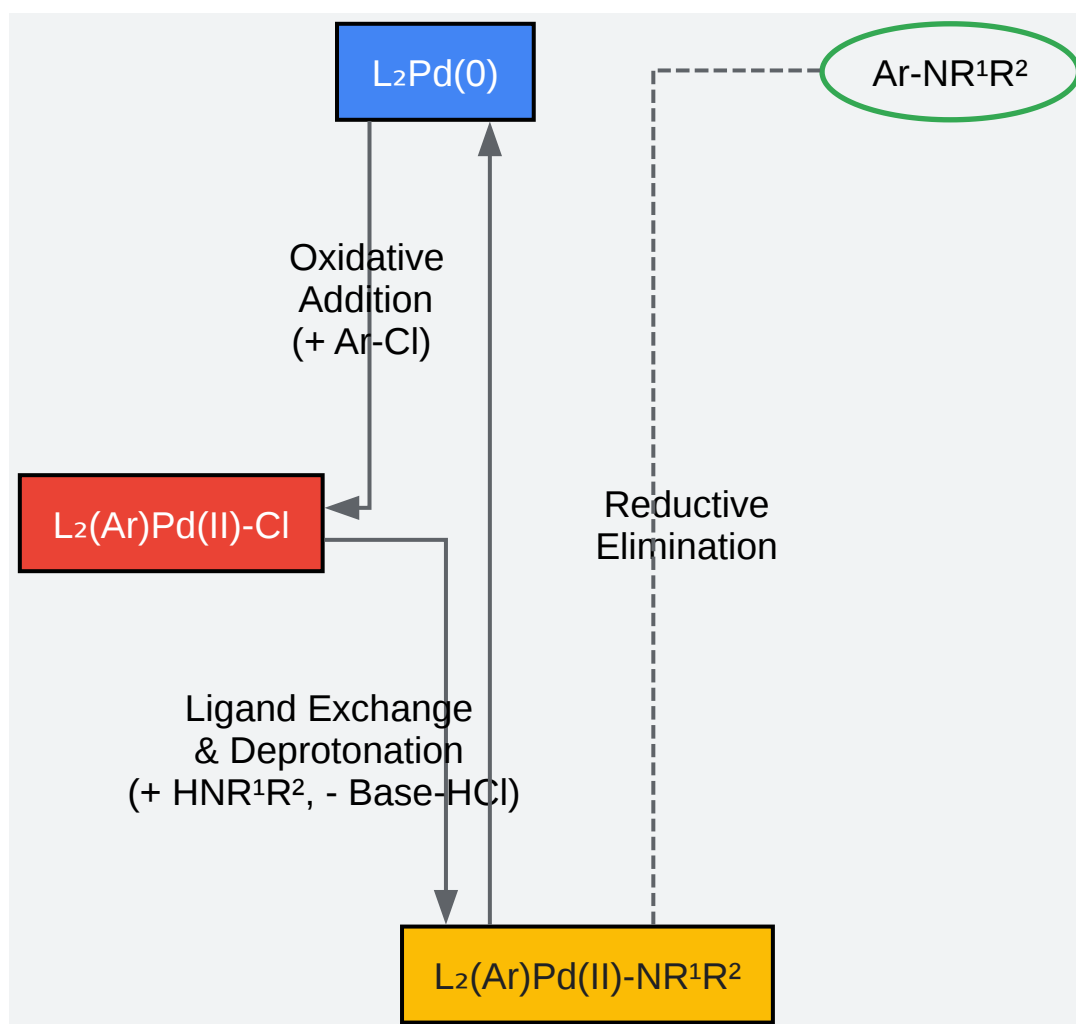 L₂Pd(0)
Ar-NR¹R²
Oxidative
Addition
(+ Ar-Cl)
L₂(Ar)Pd(II)-Cl
Reductive
Elimination
Ligand Exchange
& Deprotonation
(+ HNR¹R², - Base-HCl)
L₂(Ar)Pd(II)-NR¹R²